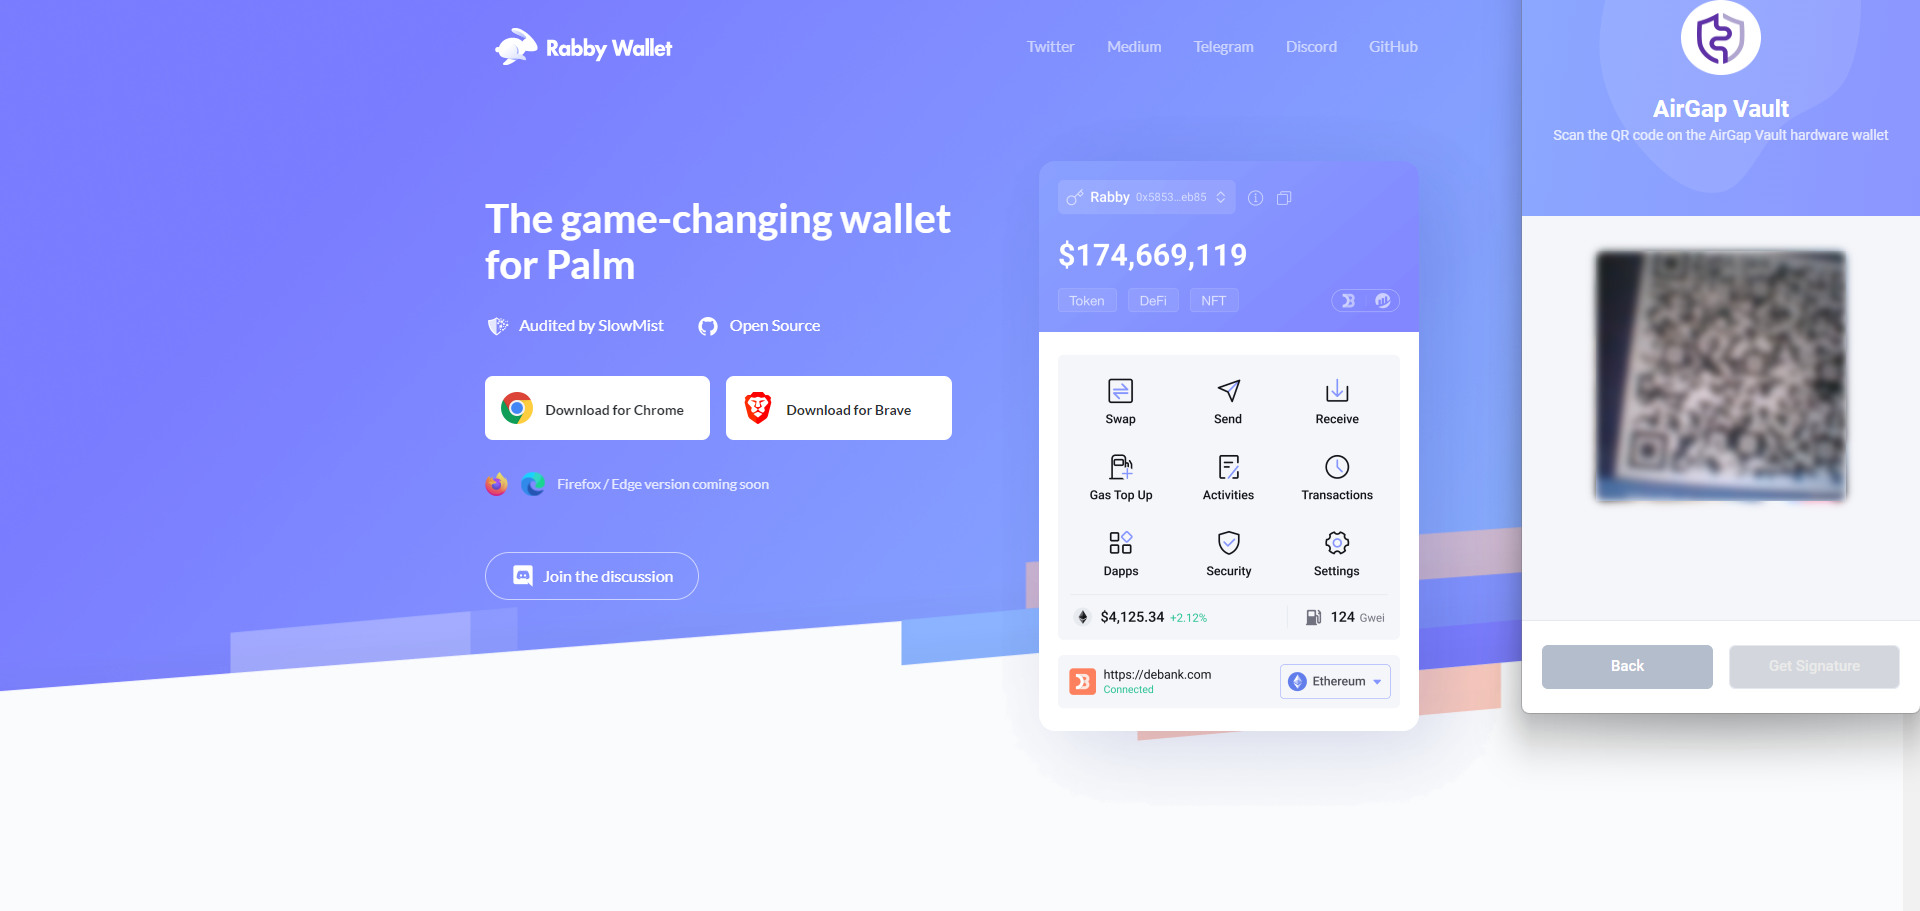 Rabby Wallet
Twitter
Medium
Telegram
Discord
GitHub
The game-changing wallet
for Palm
Audited by SlowMist
Open Source
Download for Chrome
Download for Brave
Firefox / Edge version coming soon
Join the discussion
Rabby 0x5853...eb85
$174,669,119
Token
DeFi
NFT
Swap
Send
Receive
Gas Top Up
Activities
Transactions
Dapps
Security
Settings
$4,125.34 +2.12%
124 Gwei
https://debank.com
Connected
Ethereum
AirGap Vault
Scan the QR code on the AirGap Vault hardware wallet
Back
Get Signature